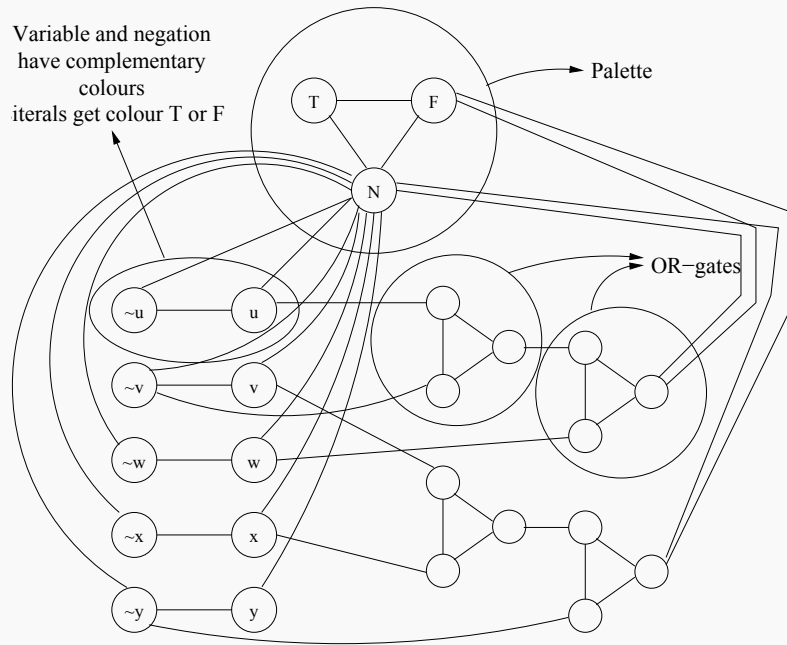 Variable and negation
have complementary
colours
iterals get colour T or F
Palette
T
F
N
OR−gates
~u
u
~v
v
~w
w
~x
x
~y
y